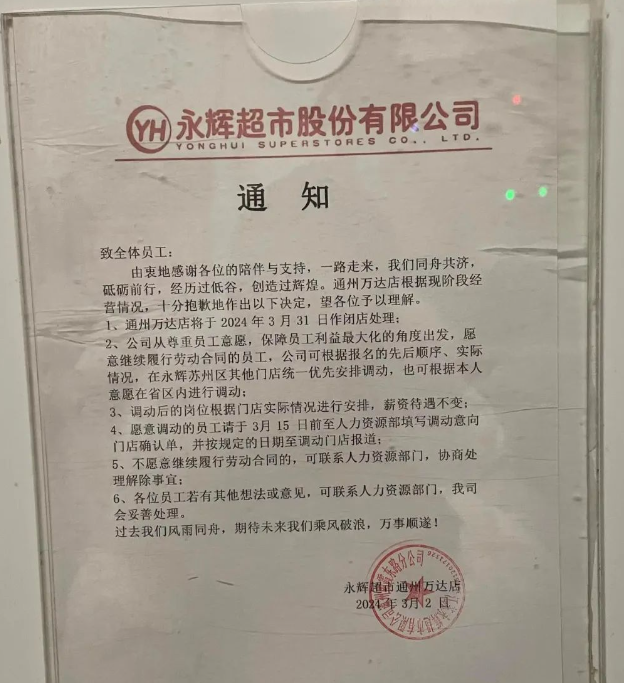 YH 永辉超市股份有限公司
YONGHUI SUPERSTORES CO., LTD.
通 知
致全体员工:
由衷地感谢各位的陪伴与支持，一路走来，我们同舟共济，
砥砺前行，经历过低谷，创造过辉煌。通州万达店根据现阶段经
营情况，十分抱歉地作出以下决定，望各位予以理解。
1、通州万达店将于 2024 年 3 月 31 日作闭店处理；
2、公司从尊重员工意愿，保障员工利益最大化的角度出发，愿
意继续履行劳动合同的员工，公司可根据报名的先后顺序、实际
情况，在永辉苏州区其他门店统一优先安排调动，也可根据本人
意愿在省区内进行调动；
3、调动后的岗位根据门店实际情况进行安排，薪资待遇不变；
4、愿意调动的员工请于 3 月 15 日前至人力资源部填写调动意向
门店确认单，并按规定的日期至调动门店报道；
5、不愿意继续履行劳动合同的，可联系人力资源部门，协商处
理解除事宜；
6、各位员工若有其他想法或意见，可联系人力资源部门，我司
会妥善处理。
过去我们风雨同舟，期待未来我们乘风破浪，万事顺遂！
永辉超市通州万达店
2024 年 3 月 2 日